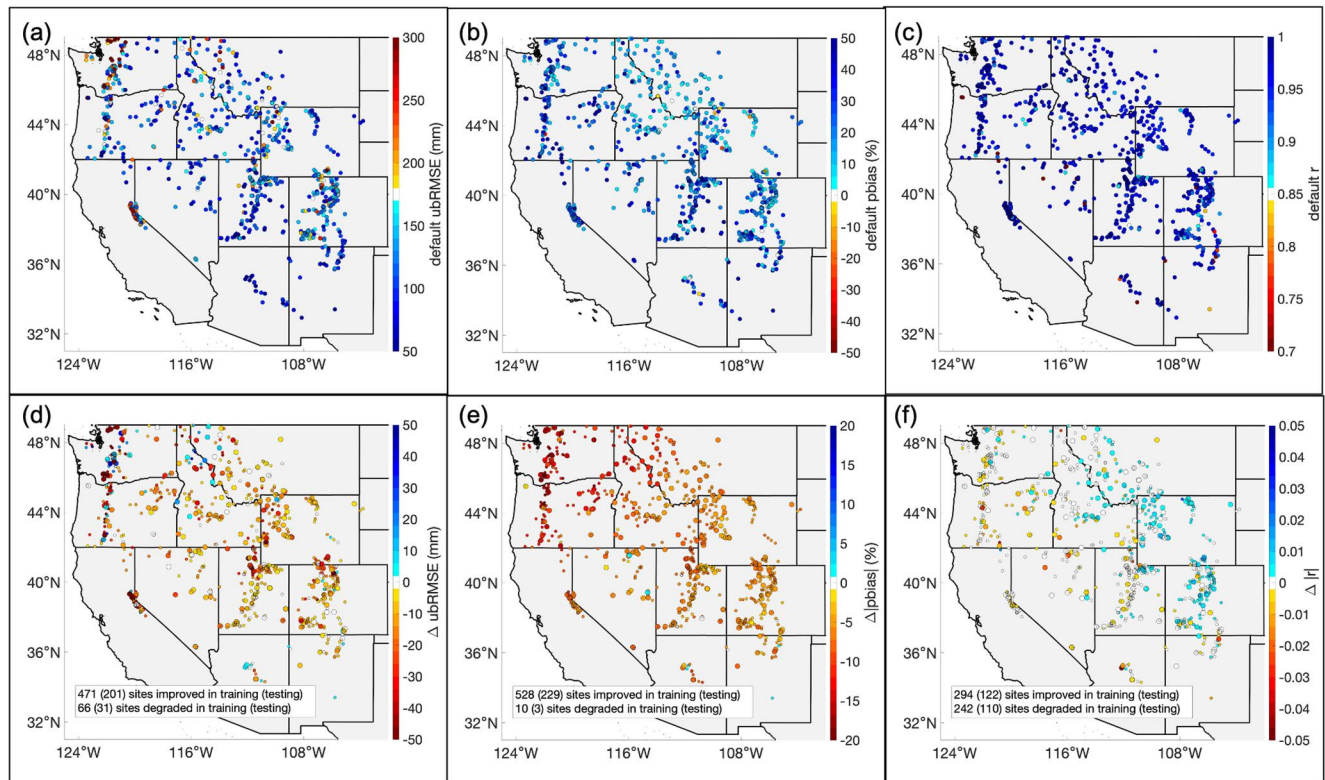 (a)
48°N
44°N
40°N
36°N
32°N
124°W
116°W
108°W
300
250
200
170
100
50
default ubRMSE (mm)
(b)
48°N
44°N
40°N
36°N
32°N
124°W
116°W
108°W
50
40
30
20
10
0
-10
-20
-30
-40
-50
default pbias (%)
(c)
48°N
44°N
40°N
36°N
32°N
124°W
116°W
108°W
1
0.95
0.9
0.85
0.8
0.75
0.7
default r
(d)
48°N
44°N
40°N
36°N
32°N
124°W
116°W
108°W
471 (201) sites improved in training (testing)
66 (31) sites degraded in training (testing)
50
40
30
20
10
0
-10
-20
-30
-40
-50
Δ ubRMSE (mm)
(e)
48°N
44°N
40°N
36°N
32°N
124°W
116°W
108°W
528 (229) sites improved in training (testing)
10 (3) sites degraded in training (testing)
20
15
10
5
0
-5
-10
-15
-20
Δ|pbias| (%)
(f)
48°N
44°N
40°N
36°N
32°N
124°W
116°W
108°W
294 (122) sites improved in training (testing)
242 (110) sites degraded in training (testing)
0.05
0.04
0.03
0.02
0.01
0
-0.01
-0.02
-0.03
-0.04
-0.05
Δ |r|